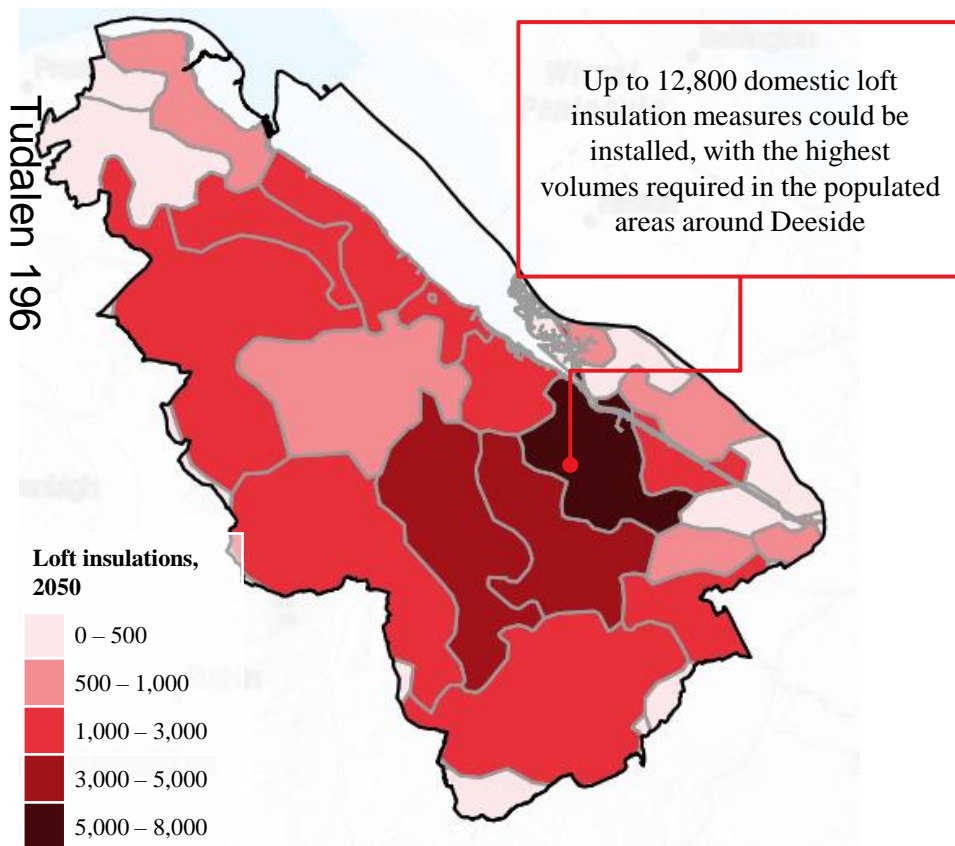 Tudalen 196
Up to 12,800 domestic loft
insulation measures could be
installed, with the highest
volumes required in the populated
areas around Deeside
Loft insulations,
2050
0 – 500
500 – 1,000
1,000 – 3,000
3,000 – 5,000
5,000 – 8,000